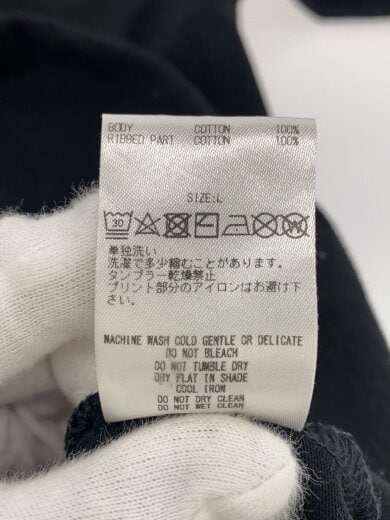 BODY COTTON 100%
RIBBED PART COTTON 100%
SIZE:L
30
単独洗い
洗濯で多少縮むことがあります。
タンブラー乾燥禁止
プリント部分のアイロンはお避け下さい。
MACHINE WASH COLD GENTLE OR DELICATE
DO NOT BLEACH
DO NOT TUMBLE DRY
DRY FLAT IN SHADE
COOL IRON
DO NOT DRY CLEAN
DO NOT WET CLEAN